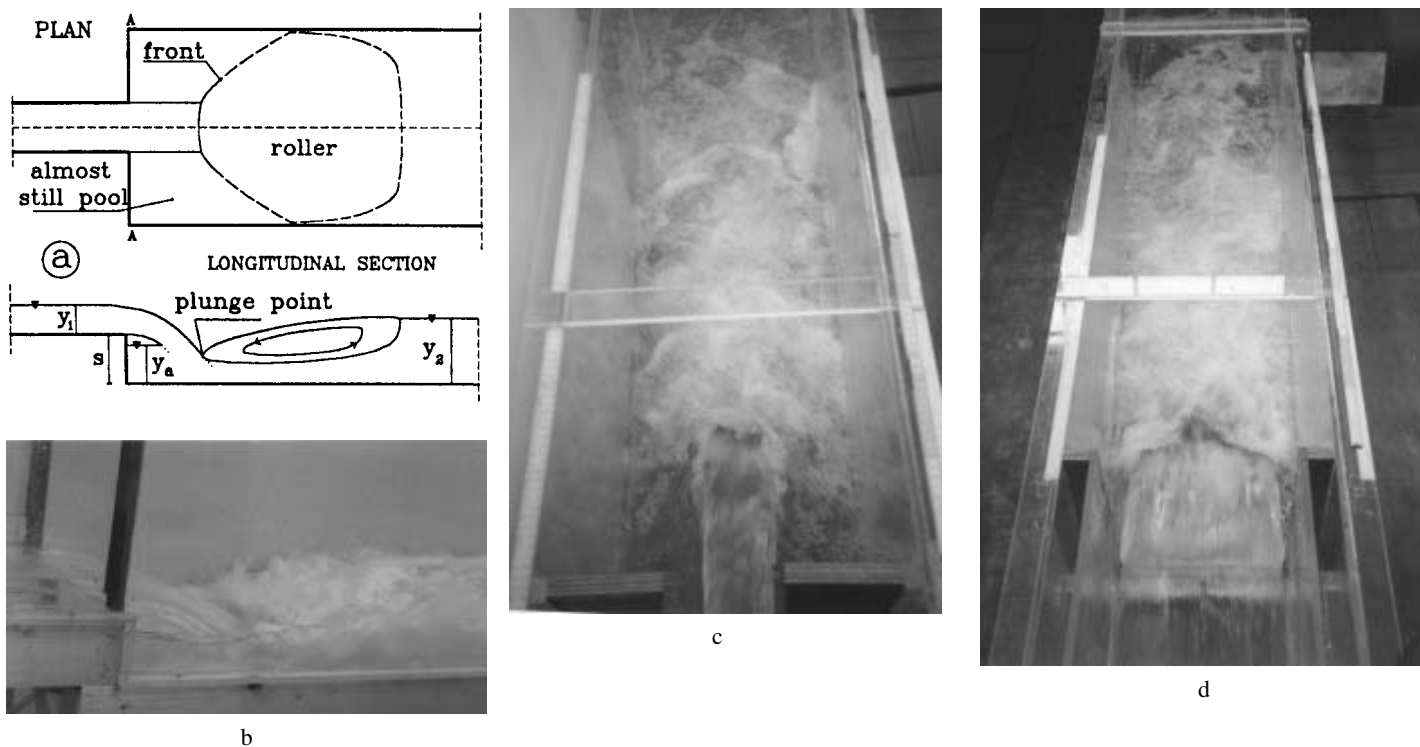 PLAN
A
front
roller
almost
still pool
A
a
LONGITUDINAL SECTION
plunge point
y₁
s
yₐ
y₂
b
c
d